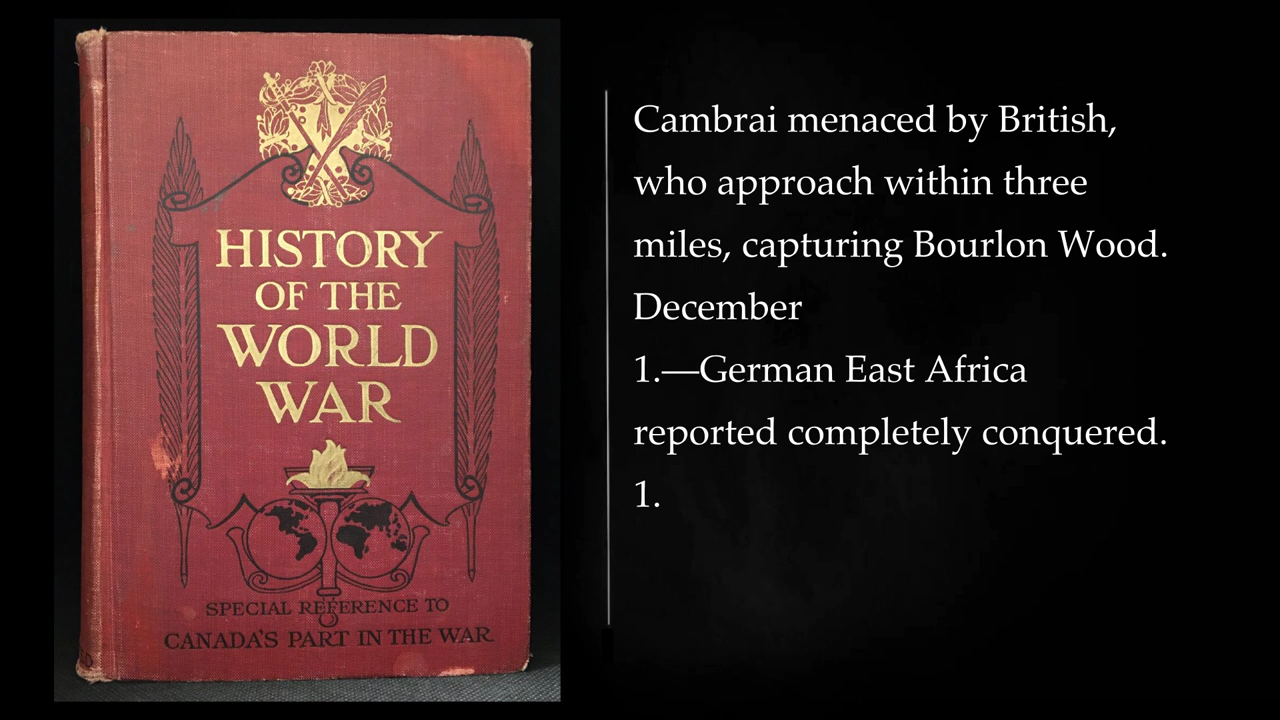 HISTORY
OF THE
WORLD
WAR
SPECIAL REFERENCE TO
CANADA'S PART IN THE WAR
Cambrai menaced by British,
who approach within three
miles, capturing Bourlon Wood.
December
1.—German East Africa
reported completely conquered.
1.